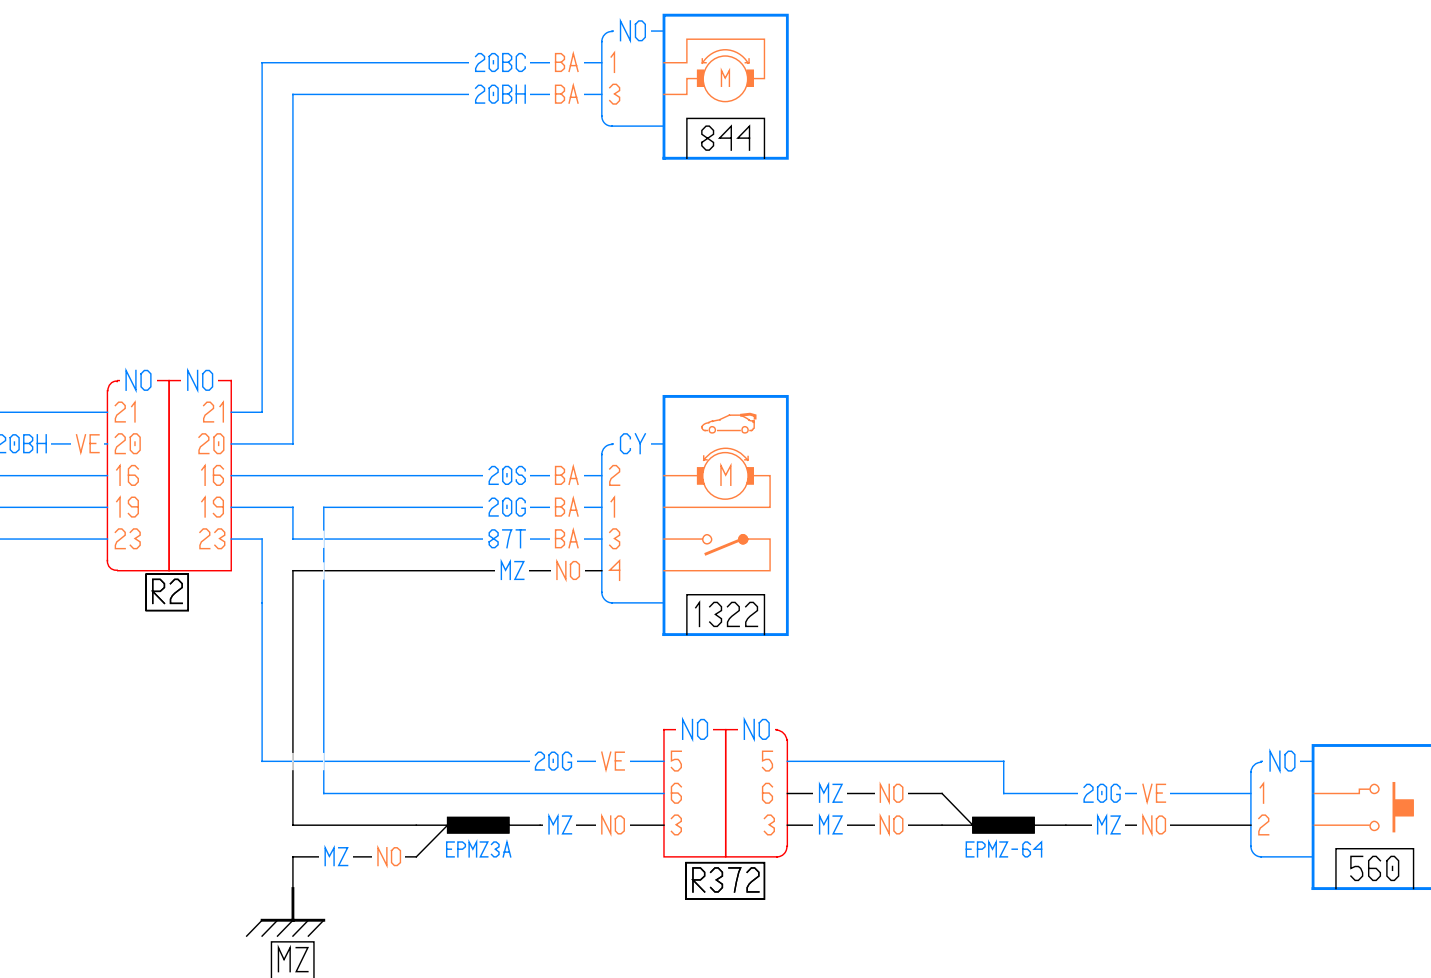 NO
20BC BA 1
20BH BA 3
M
844
NO NO
21 21
20BH VE 20 20
16 16
19 19
23 23
R2
CY
20S BA 2
20G BA 1
87T BA 3
MZ NO 4
M
1322
NO NO
20G VE 5 5
6 6 MZ NO
MZ NO 3 3 MZ NO
R372
EPMZ3A
MZ NO
MZ
EPMZ-64
NO
20G VE 1
MZ NO 2
560